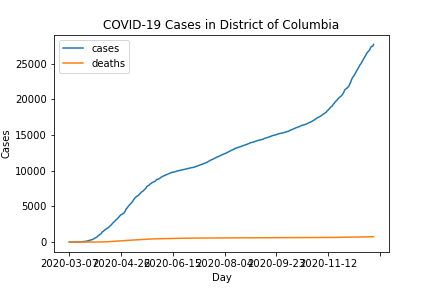 COVID-19 Cases in District of Columbia
cases
deaths
25000
20000
15000
10000
5000
0
Cases
2020-03-07 2020-04-26 2020-06-15 2020-08-04 2020-09-23 2020-11-12
Day